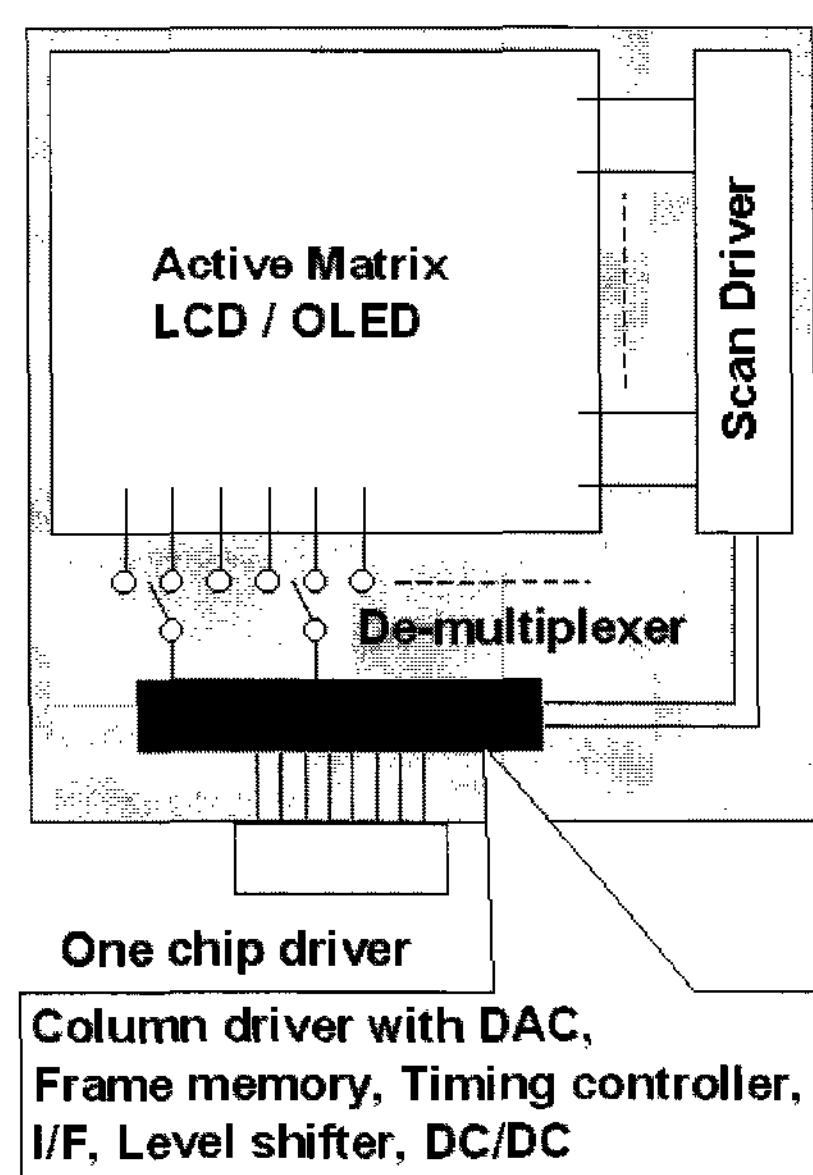 Active Matrix
LCD / OLED
Scan Driver
De-multiplexer
One chip driver
Column driver with DAC,
Frame memory, Timing controller,
I/F, Level shifter, DC/DC